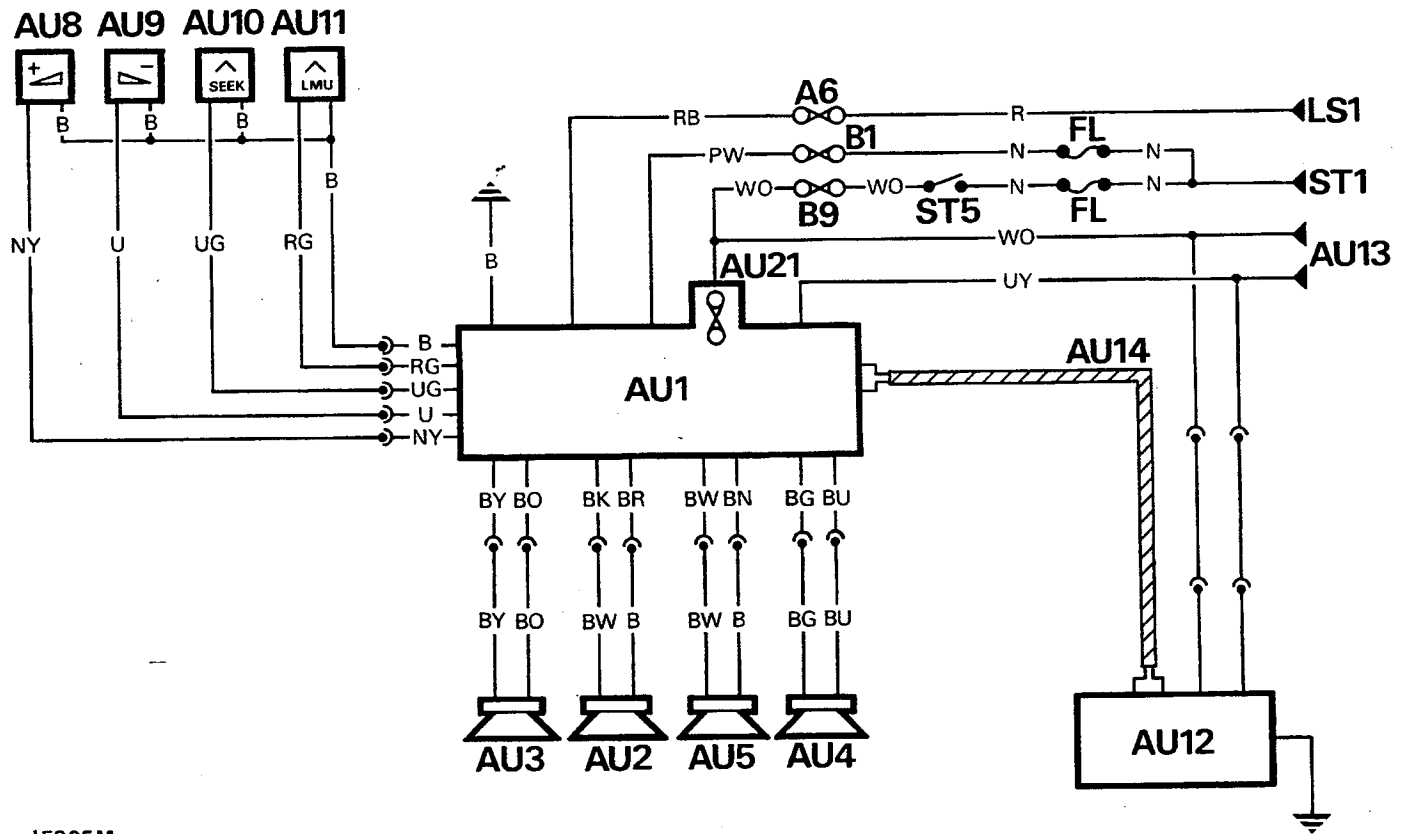 AU8 AU9 AU10 AU11
+ − SEEK LMU
B B B
A6
RB R LS1
B1 FL
PW N N
B
WO WO N N ST1
B9 ST5 FL
NY U UG RG
WO
B
AU21 AU13
UY
B
RG
AU14
UG
AU1
U
NY
BY BO BK BR BW BN BG BU
BY BO BW B BW B BG BU
AU3 AU2 AU5 AU4
AU12